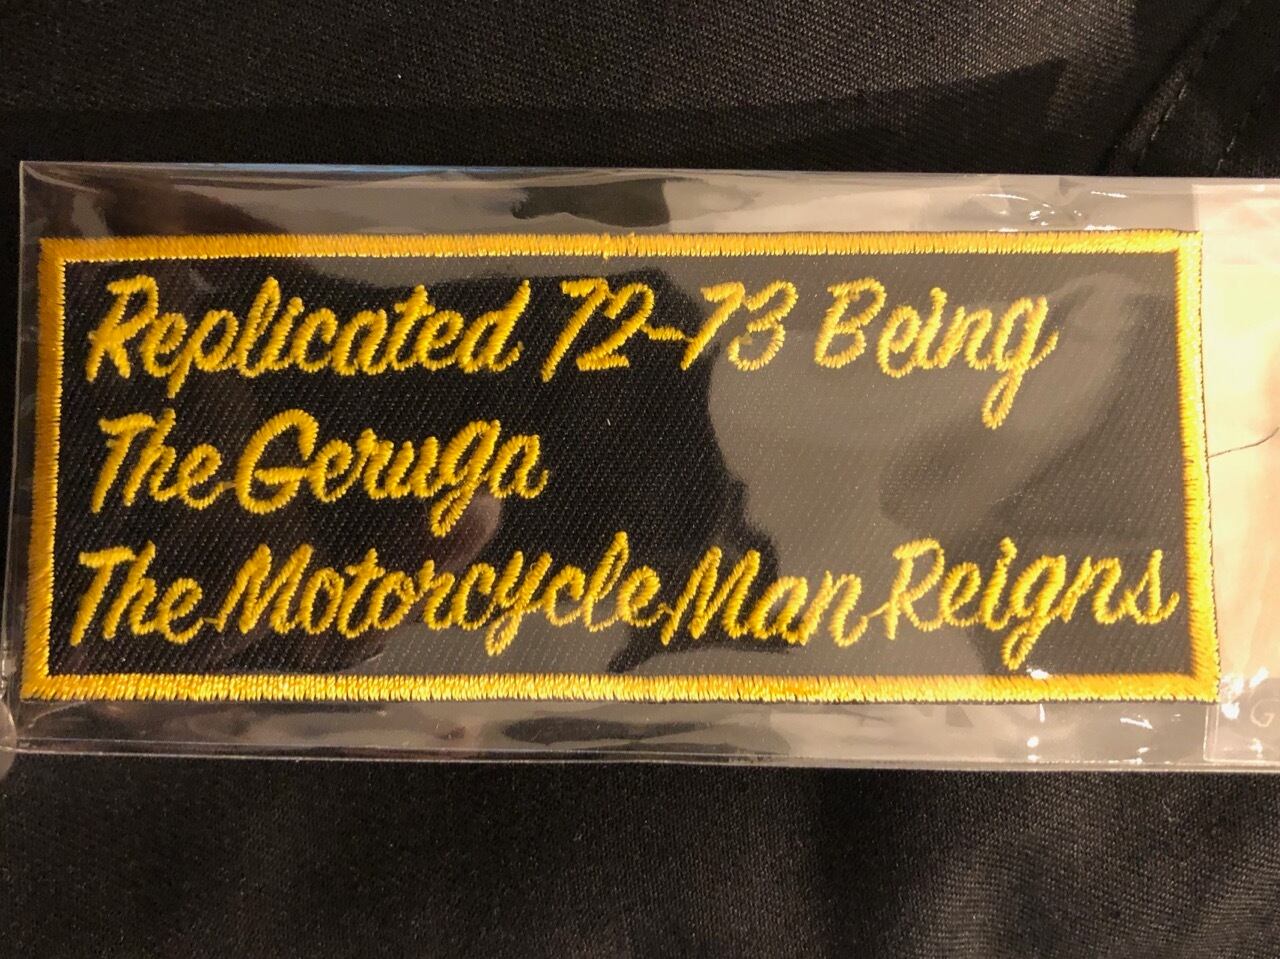 Replicated 72-73 Being
The Geruga
The Motorcycle Man Reigns